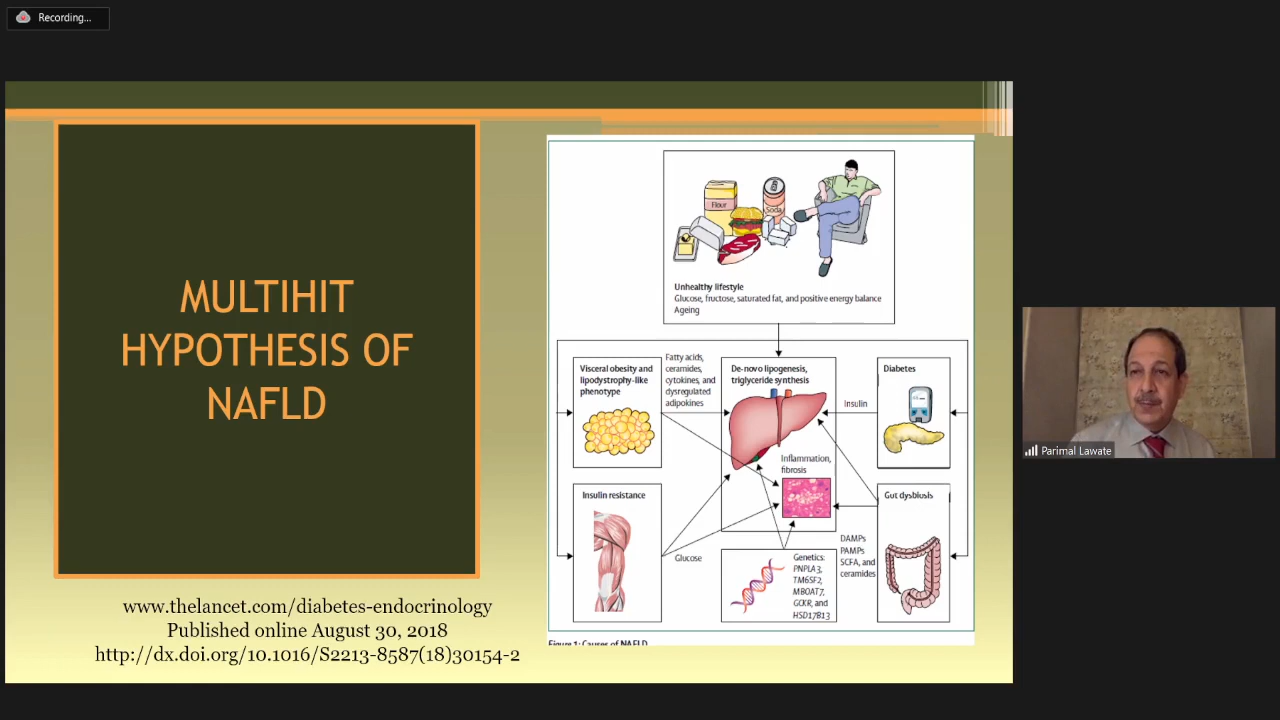 Recording...
MULTIHIT
HYPOTHESIS OF
NAFLD
www.thelancet.com/diabetes-endocrinology
Published online August 30, 2018
http://dx.doi.org/10.1016/S2213-8587(18)30154-2
Flour
Soda
Unhealthy lifestyle
Glucose, fructose, saturated fat, and positive energy balance
Ageing
Visceral obesity and
lipodystrophy-like
phenotype
Fatty acids,
ceramides,
cytokines, and
dysregulated
adipokines
De-novo lipogenesis,
triglyceride synthesis
Inflammation,
fibrosis
Insulin
Diabetes
Insulin resistance
Glucose
Genetics:
PNPLA3,
TM6SF2,
MBOAT7,
GCKR, and
HSD17B13
DAMPs
PAMPs
SCFA, and
ceramides
Gut dysbiosis
Figure 1: Causes of NAFLD
Parimal Lawate